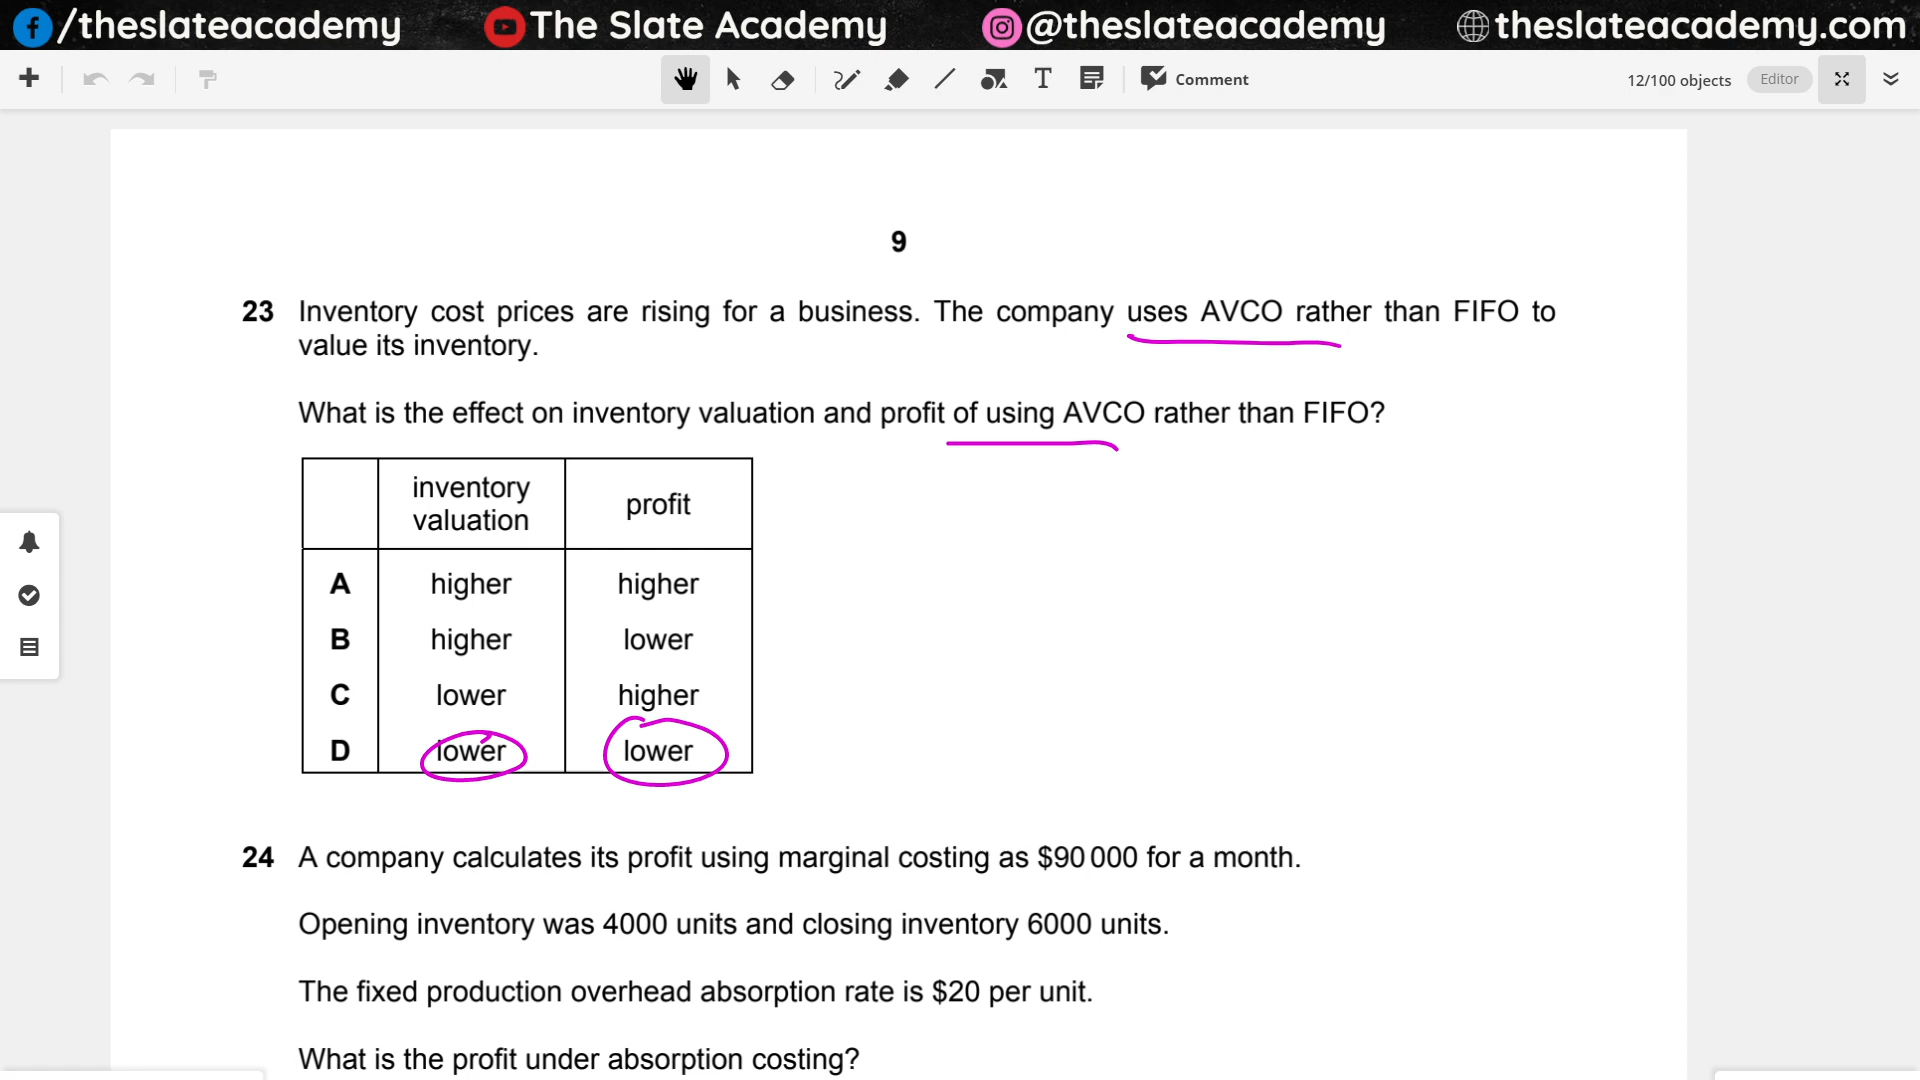 /theslateacademy The Slate Academy @theslateacademy theslateacademy.com
Comment 12/100 objects Editor
9
23 Inventory cost prices are rising for a business. The company uses AVCO rather than FIFO to
value its inventory.
What is the effect on inventory valuation and profit of using AVCO rather than FIFO?
inventory
valuation profit
A higher higher
B higher lower
C lower higher
D lower lower
24 A company calculates its profit using marginal costing as $90 000 for a month.
Opening inventory was 4000 units and closing inventory 6000 units.
The fixed production overhead absorption rate is $20 per unit.
What is the profit under absorption costing?